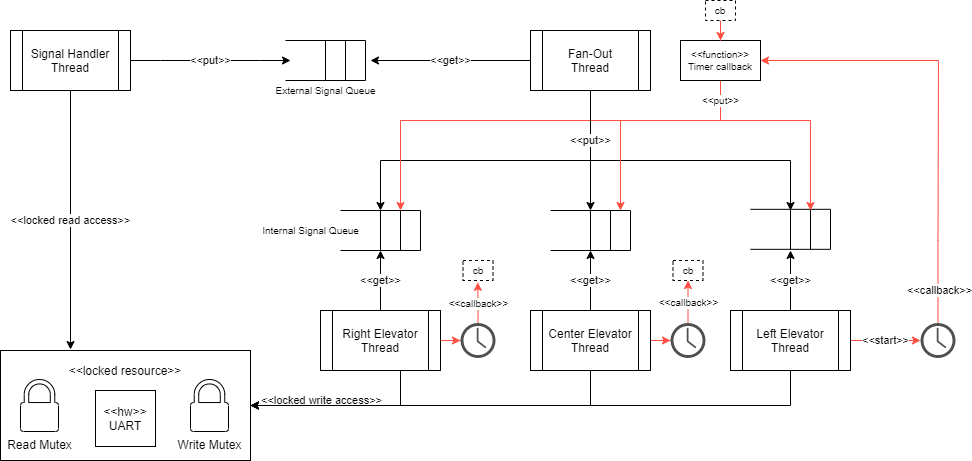 cb
Signal Handler
Thread
<<put>>
<<get>>
External Signal Queue
Fan-Out
Thread
<<function>>
Timer callback
<<put>>
<<put>>
<<locked read access>>
Internal Signal Queue
<<get>>
cb
<<get>>
cb
<<get>>
<<callback>>
<<callback>>
<<callback>>
Right Elevator
Thread
Center Elevator
Thread
Left Elevator
Thread
<<start>>
<<locked resource>>
<<locked write access>>
<<hw>>
UART
Read Mutex
Write Mutex